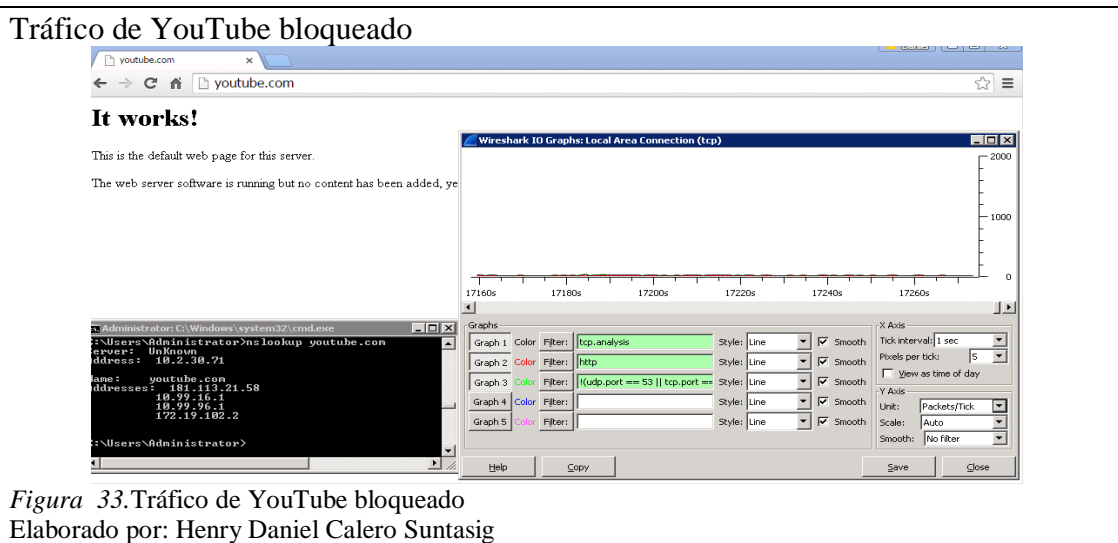 Tráfico de YouTube bloqueado
youtube.com
youtube.com
It works!
This is the default web page for this server.
The web server software is running but no content has been added, ye
Wireshark IO Graphs: Local Area Connection (tcp)
2000
1000
0
17160s 17180s 17200s 17220s 17240s 17260s
Administrator: C:\Windows\system32\cmd.exe
C:\Users\Administrator>nslookup youtube.com
Server: UnKnown
Address: 10.2.30.71
Name: youtube.com
Addresses: 181.113.21.58
10.99.16.1
10.99.96.1
172.19.102.2
C:\Users\Administrator>
Graphs
Graph 1 Color Filter: tcp.analysis Style: Line Smooth
Graph 2 Color Filter: http Style: Line Smooth
Graph 3 Color Filter: !(udp.port == 53 || tcp.port == Style: Line Smooth
Graph 4 Color Filter: Style: Line Smooth
Graph 5 Color Filter: Style: Line Smooth
X Axis
Tick interval: 1 sec
Pixels per tick: 5
View as time of day
Y Axis
Unit: Packets/Tick
Scale: Auto
Smooth: No filter
Help Copy Save Close
Figura 33.Tráfico de YouTube bloqueado
Elaborado por: Henry Daniel Calero Suntasig